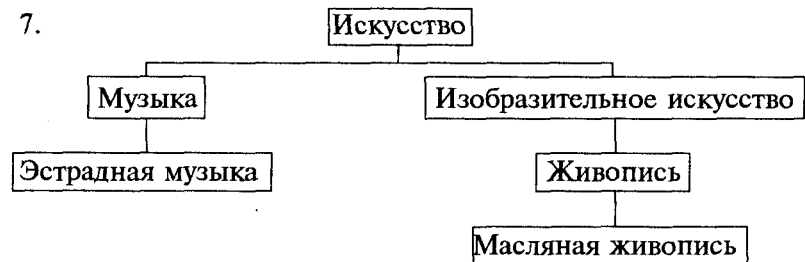 7.
Искусство
Музыка Изобразительное искусство
Эстрадная музыка Живопись
Масляная живопись